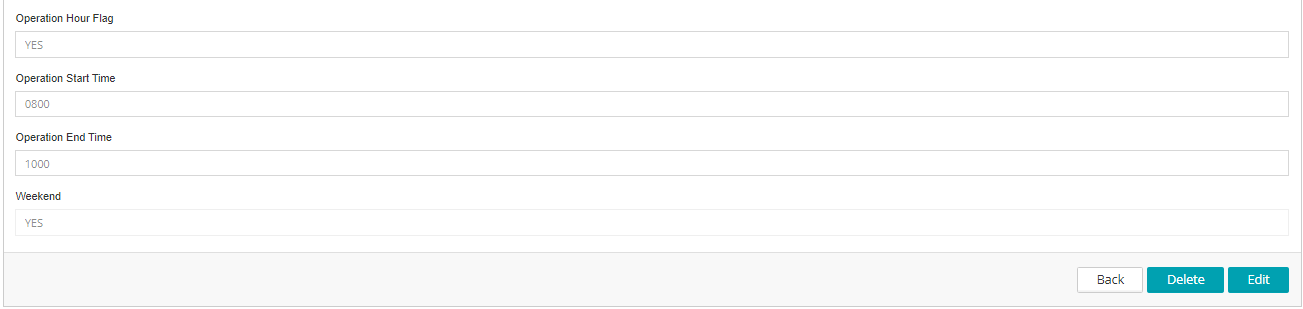 Operation Hour Flag
YES
Operation Start Time
0800
Operation End Time
1000
Weekend
YES
Back Delete Edit